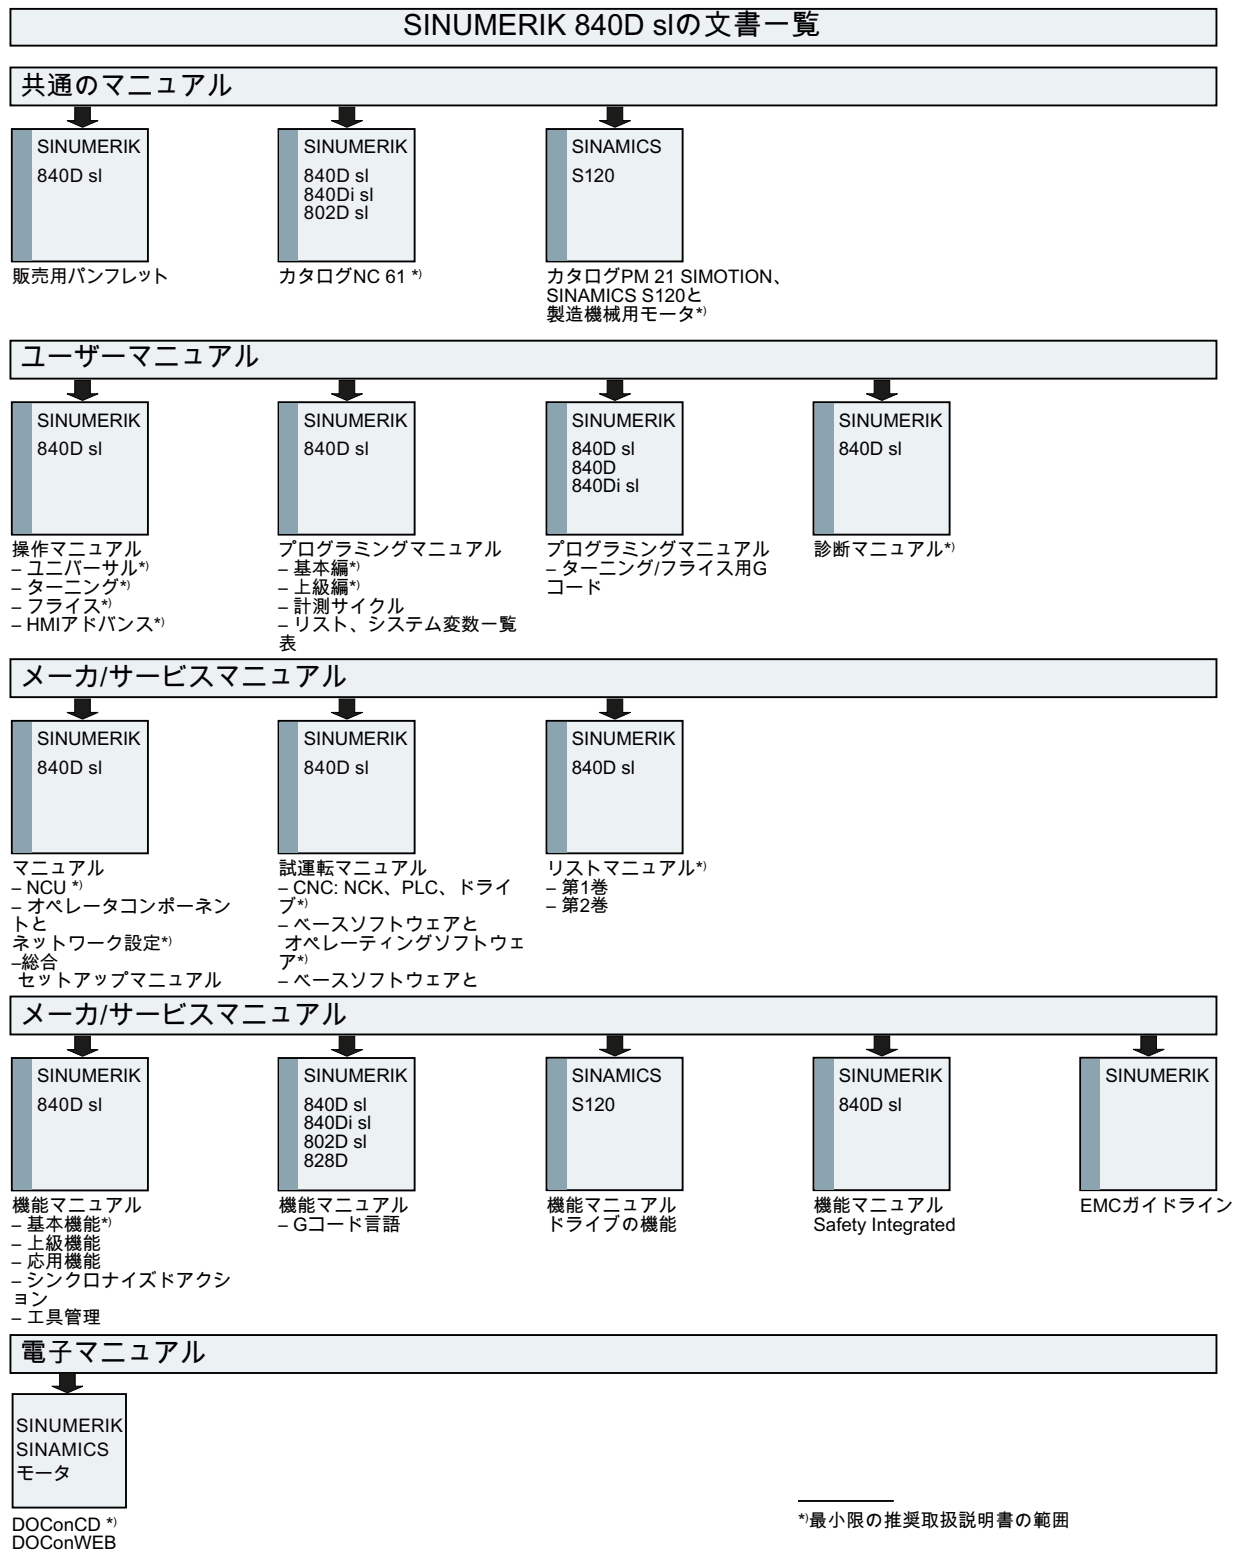 SINUMERIK 840D slの文書一覧
共通のマニュアル
SINUMERIK
840D sl
販売用パンフレット
SINUMERIK
840D sl
840Di sl
802D sl
カタログNC 61 *)
SINAMICS
S120
カタログPM 21 SIMOTION、
SINAMICS S120と
製造機械用モータ*)
ユーザーマニュアル
SINUMERIK
840D sl
操作マニュアル
– ユニバーサル*)
– ターニング*)
– フライス*)
– HMIアドバンス*)
SINUMERIK
840D sl
プログラミングマニュアル
– 基本編*)
– 上級編*)
– 計測サイクル
– リスト、システム変数一覧
表
SINUMERIK
840D sl
840D
840Di sl
プログラミングマニュアル
– ターニング/フライス用G
コード
SINUMERIK
840D sl
診断マニュアル*)
メーカ/サービスマニュアル
SINUMERIK
840D sl
マニュアル
– NCU *)
– オペレータコンポーネン
トと
ネットワーク設定*)
–総合
セットアップマニュアル
SINUMERIK
840D sl
試運転マニュアル
– CNC: NCK、PLC、ドライ
ブ*)
– ベースソフトウェアと
オペレーティングソフトウェ
ア*)
– ベースソフトウェアと
SINUMERIK
840D sl
リストマニュアル*)
– 第1巻
– 第2巻
メーカ/サービスマニュアル
SINUMERIK
840D sl
機能マニュアル
– 基本機能*)
– 上級機能
– 応用機能
– シンクロナイズドアクシ
ョン
– 工具管理
SINUMERIK
840D sl
840Di sl
802D sl
828D
機能マニュアル
– Gコード言語
SINAMICS
S120
機能マニュアル
ドライブの機能
SINUMERIK
840D sl
機能マニュアル
Safety Integrated
SINUMERIK
EMCガイドライン
電子マニュアル
SINUMERIK
SINAMICS
モータ
DOConCD *)
DOConWEB
*)最小限の推奨取扱説明書の範囲